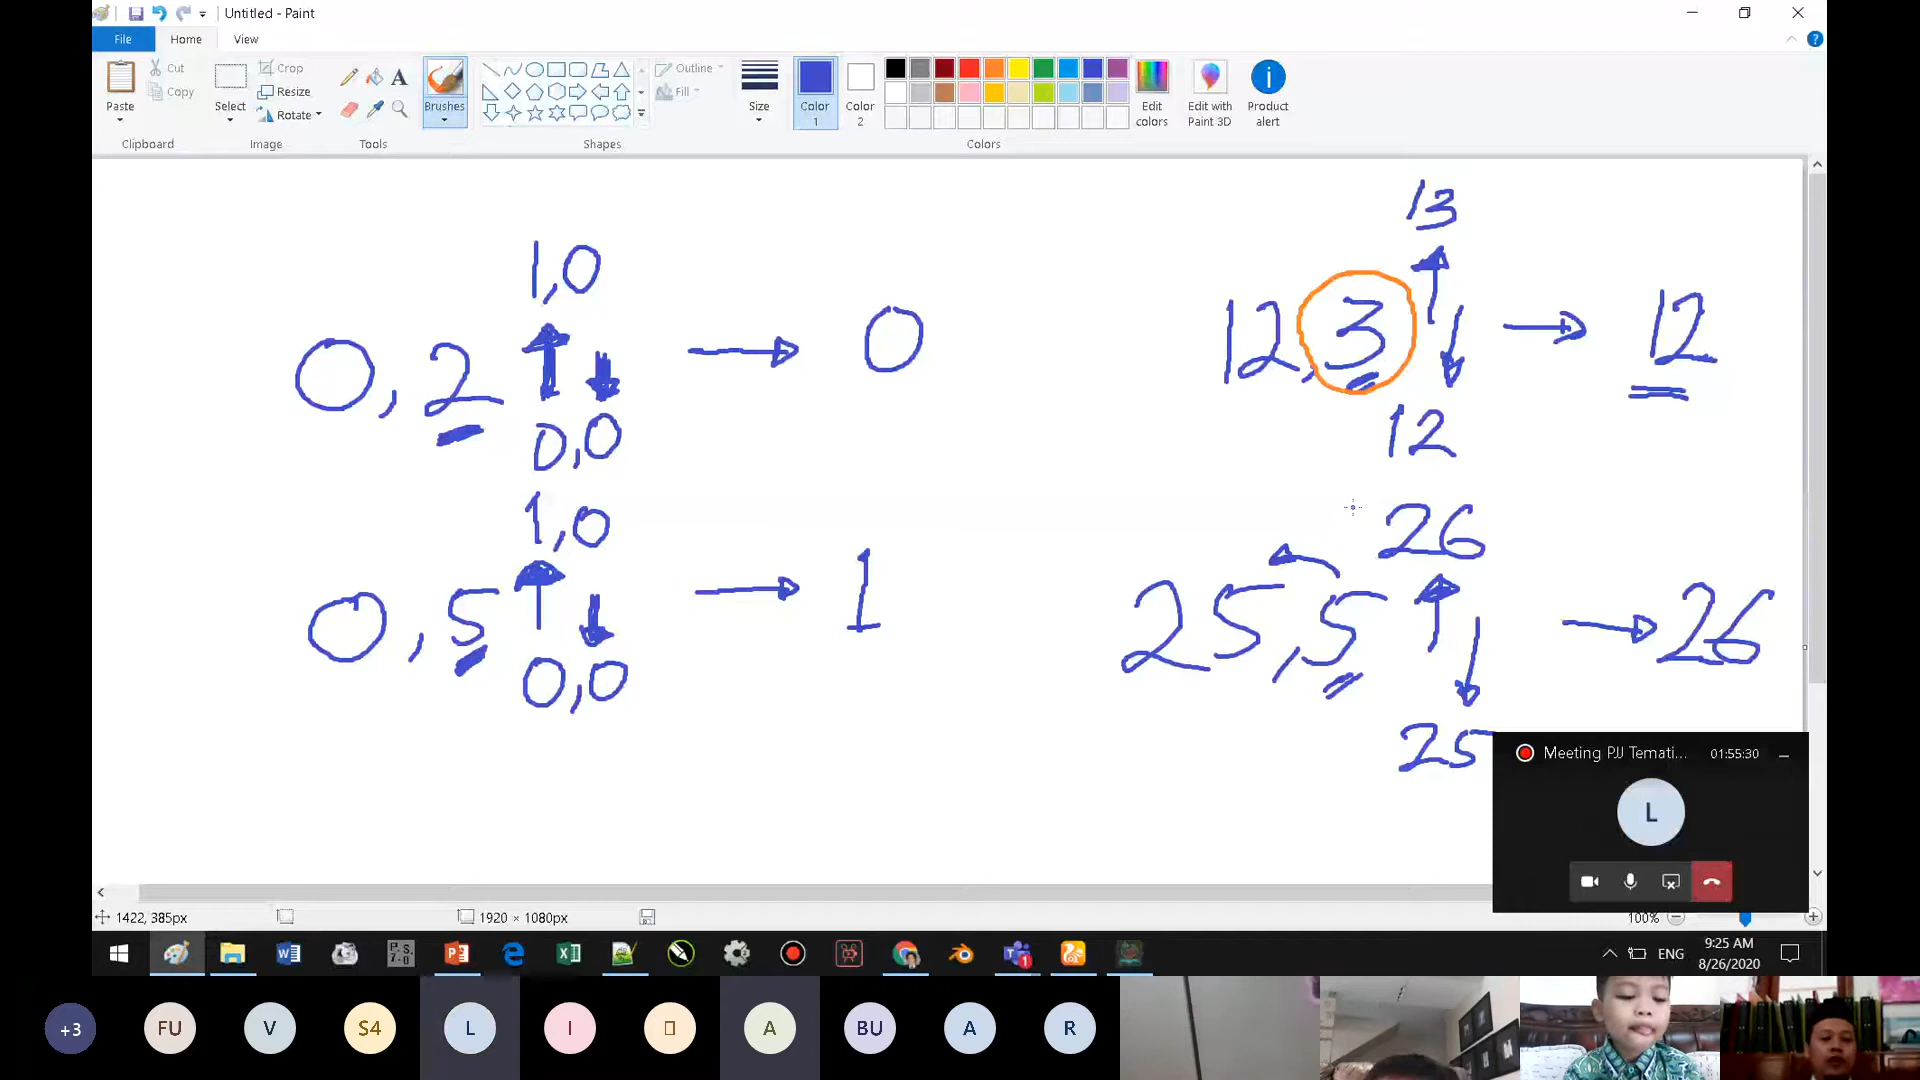 Untitled - Paint
File Home View
Paste
Cut
Copy
Clipboard
Select
Crop
Resize
Rotate
Image
A
Tools
Brushes
Shapes
Outline
Fill
Size
Color 1
Color 2
Colors
Edit colors
Edit with Paint 3D
Product alert
1,0
0,2 → 0
0,0
1,0
0,5 → 1
0,0
13
12,3 → 12
12
26
25,5 → 26
25
Meeting PJJ Temati... 01:55:30
L
1422, 385px
1920 × 1080px
100%
ENG
9:25 AM
8/26/2020
+3 FU V S4 L I A BU A R